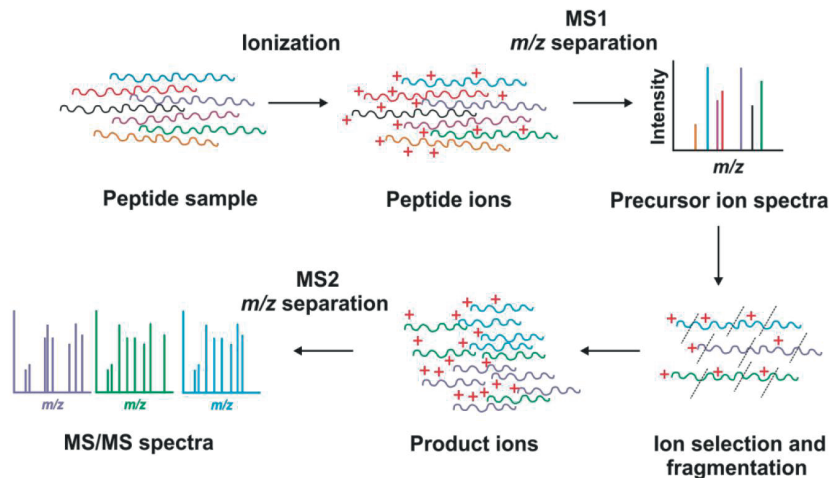 Ionization
MS1
m/z separation
Intensity
m/z
Peptide sample
Peptide ions
Precursor ion spectra
MS2
m/z separation
m/z
m/z
m/z
MS/MS spectra
Product ions
Ion selection and
fragmentation